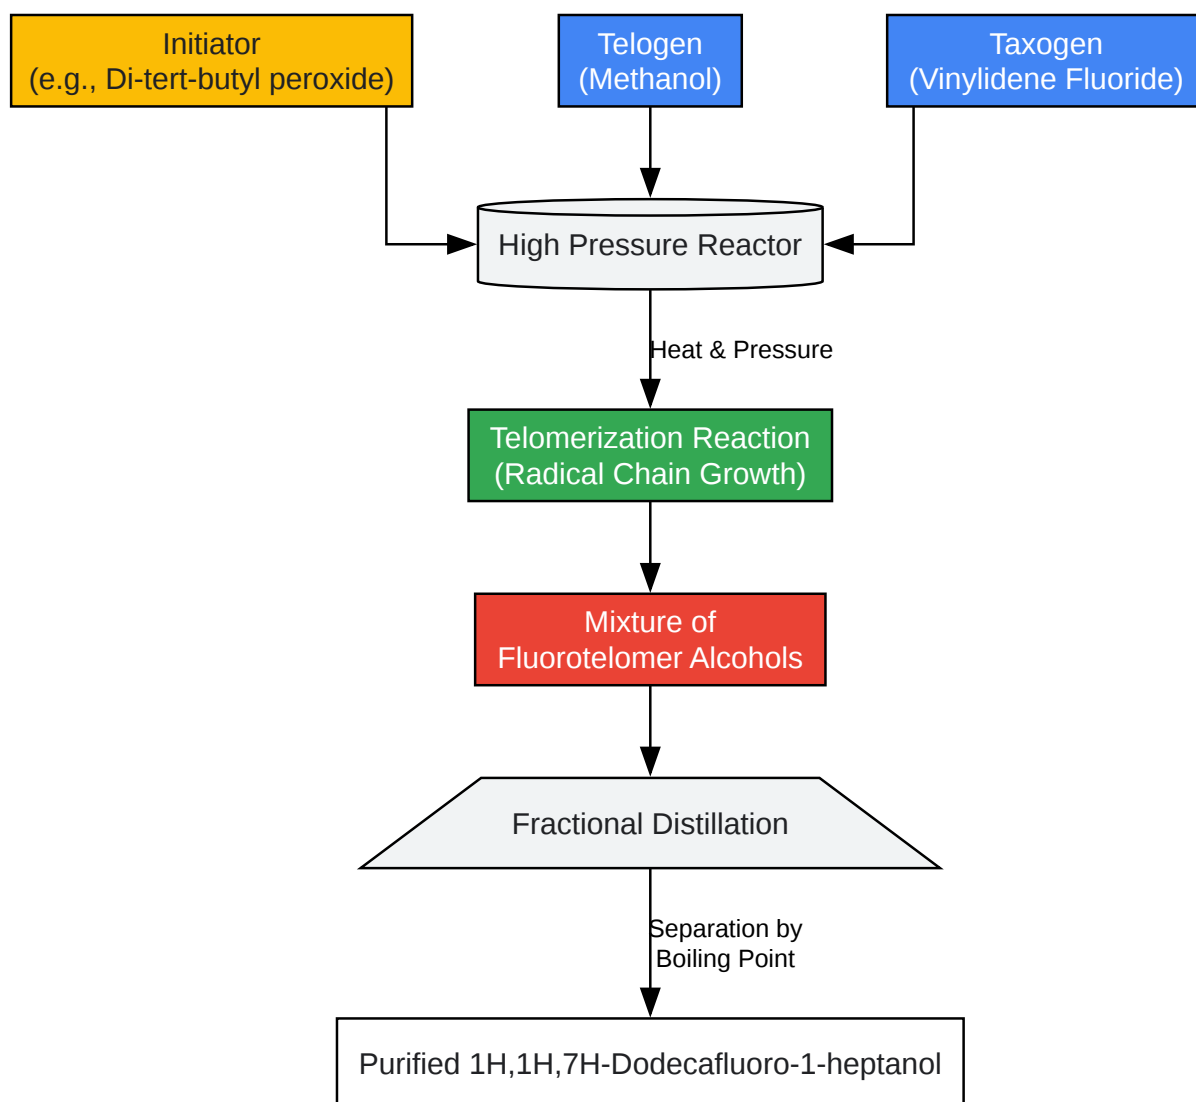 Initiator
(e.g., Di-tert-butyl peroxide)
Telogen
(Methanol)
Taxogen
(Vinylidene Fluoride)
High Pressure Reactor
Heat & Pressure
Telomerization Reaction
(Radical Chain Growth)
Mixture of
Fluorotelomer Alcohols
Fractional Distillation
Separation by
Boiling Point
Purified 1H,1H,7H-Dodecafluoro-1-heptanol